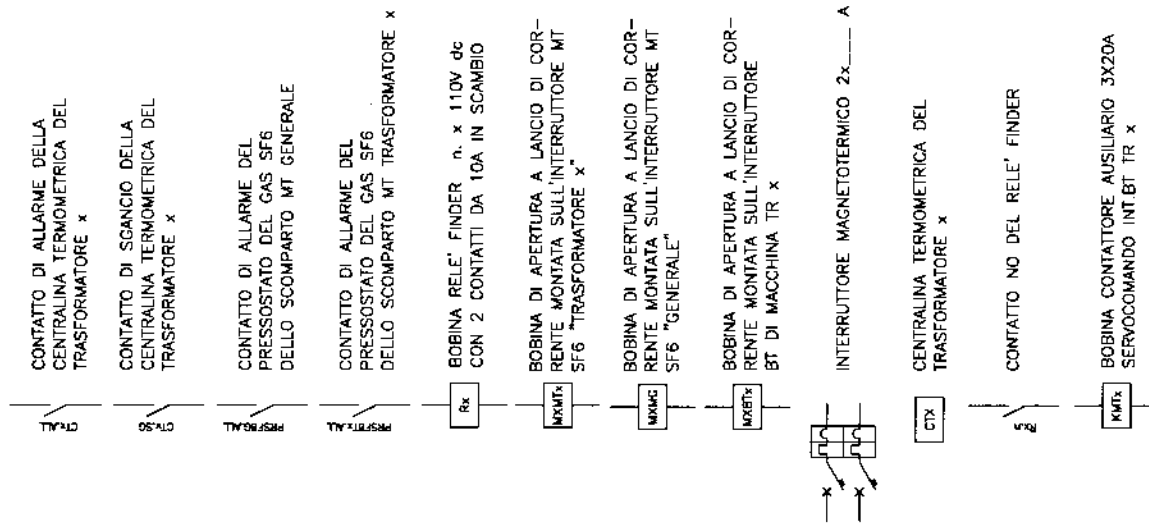 CONTATTO DI ALLARME DELLA
CENTRALINA TERMOMETRICA DEL
TRASFORMATORE x
CTx.ALL
CONTATTO DI SGANCIO DELLA
CENTRALINA TERMOMETRICA DEL
TRASFORMATORE x
CTx.SG
CONTATTO DI ALLARME DEL
PRESSOSTATO DEL GAS SF6
DELLO SCOMPARTO MT GENERALE
PRSF6G.ALL
CONTATTO DI ALLARME DEL
PRESSOSTATO DEL GAS SF6
DELLO SCOMPARTO MT TRASFORMATORE x
PRSF6Tx.ALL
Rx
BOBINA RELE' FINDER n. x 110V dc
CON 2 CONTATTI DA 10A IN SCAMBIO
MXMTx
BOBINA DI APERTURA A LANCIO DI COR-
RENTE MONTATA SULL'INTERRUTTORE MT
SF6 "TRASFORMATORE x"
MXMG
BOBINA DI APERTURA A LANCIO DI COR-
RENTE MONTATA SULL'INTERRUTTORE MT
SF6 "GENERALE"
MXBTx
BOBINA DI APERTURA A LANCIO DI COR-
RENTE MONTATA SULL'INTERRUTTORE
BT DI MACCHINA TR x
INTERRUTTORE MAGNETOTERMICO 2x___ A
CTX
CENTRALINA TERMOMETRICA DEL
TRASFORMATORE x
CONTATTO NO DEL RELE' FINDER
KMTx
BOBINA CONTATTORE AUSILIARIO 3X20A
SERVOCOMANDO INT.BT TR x